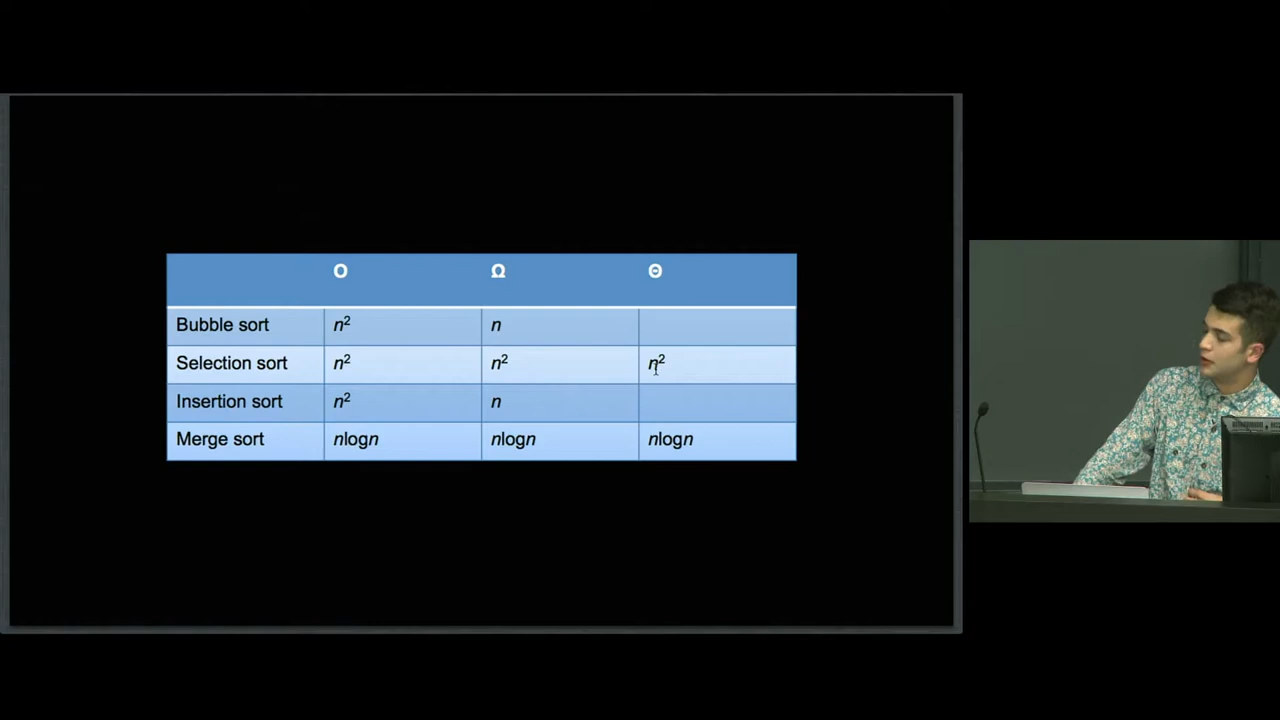 O Ω Θ
Bubble sort n² n
Selection sort n² n² n²
Insertion sort n² n
Merge sort nlogn nlogn nlogn